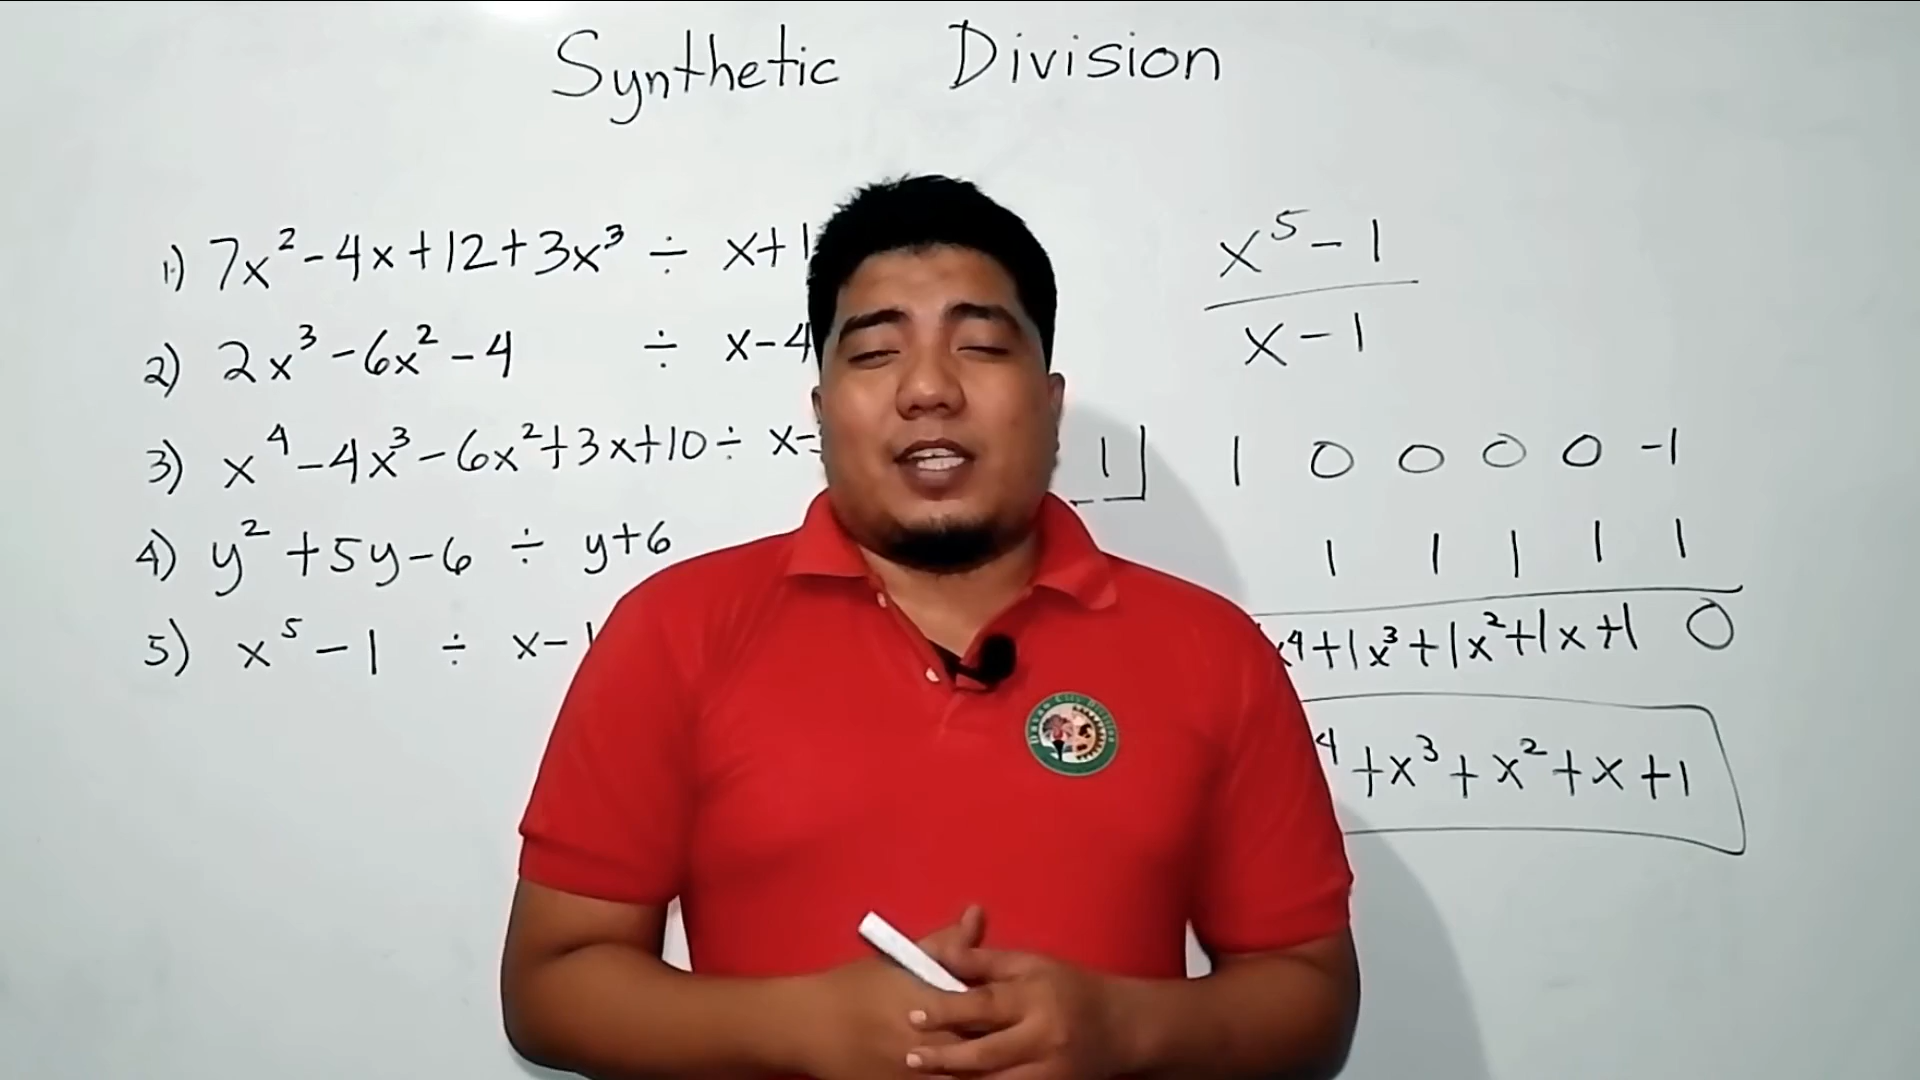 Synthetic Division
1) 7x² - 4x + 12 + 3x³ ÷ x + 1
2) 2x³ - 6x² - 4 ÷ x - 4
3) x⁴ - 4x³ - 6x² + 3x + 10 ÷ x -
4) y² + 5y - 6 ÷ y + 6
5) x⁵ - 1 ÷ x - 1
x⁵ - 1
x - 1
1 1 0 0 0 0 -1
1 1 1 1 1
x⁴ + 1x³ + 1x² + 1x + 1 0
⁴ + x³ + x² + x + 1